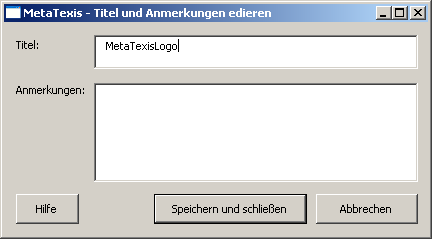 MetaTexis - Titel und Anmerkungen edieren
Titel:
MetaTexisLogo
Anmerkungen:
Hilfe
Speichern und schließen
Abbrechen